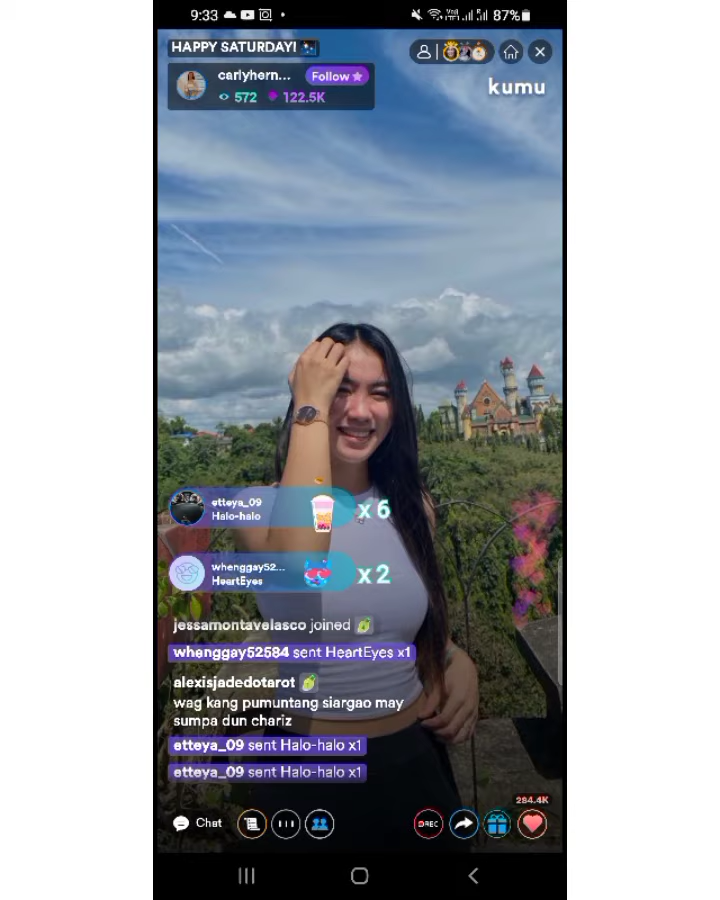 9:33
87%
HAPPY SATURDAY!
carlyhern...
Follow
572
122.5K
kumu
etteya_09
Halo-halo
x 6
whenggay52...
HeartEyes
x 2
jessamontavelasco joined
whenggay52584 sent HeartEyes x1
alexisjadedotarot
wag kang pumuntang siargao may
sumpa dun chariz
etteya_09 sent Halo-halo x1
etteya_09 sent Halo-halo x1
284.4K
Chat
REC